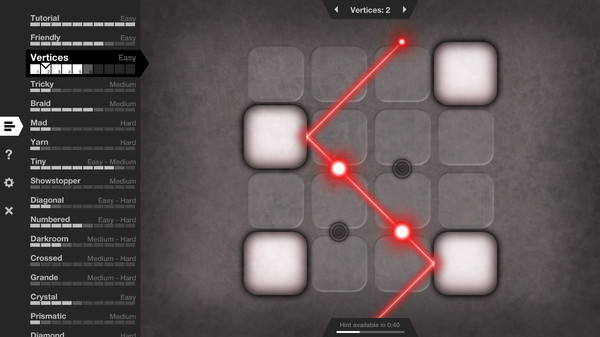 Vertices: 2
Tutorial Easy
Friendly Easy
Vertices Easy
Tricky Medium
Braid Medium
Mad Hard
Yarn Hard
Tiny Easy - Medium
Showstopper Medium
Diagonal Easy - Hard
Numbered Easy - Hard
Darkroom Medium - Hard
Crossed Medium - Hard
Grande Medium - Hard
Crystal Easy
Prismatic Medium
Diamond Hard
?
Hint available in 0:40